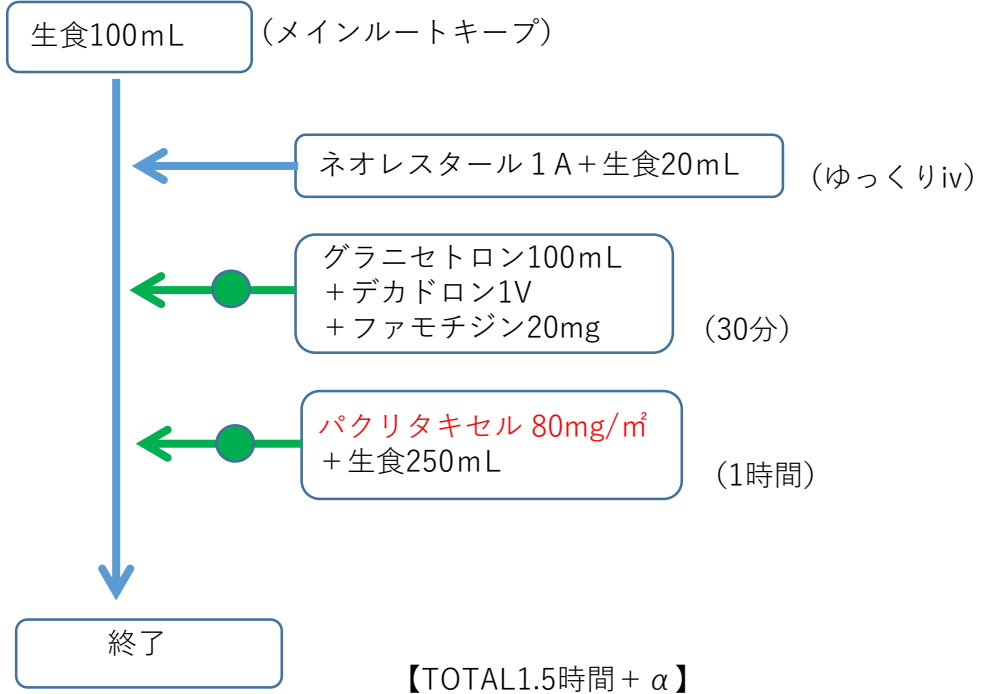 生食100mL
(メインルートキープ)
ネオレスタール1A+生食20mL
(ゆっくりiv)
グラニセトロン100mL
+デカドロン1V
+ファモチジン20mg
(30分)
パクリタキセル 80mg/㎡
+生食250mL
(1時間)
終了
【TOTAL1.5時間+α】